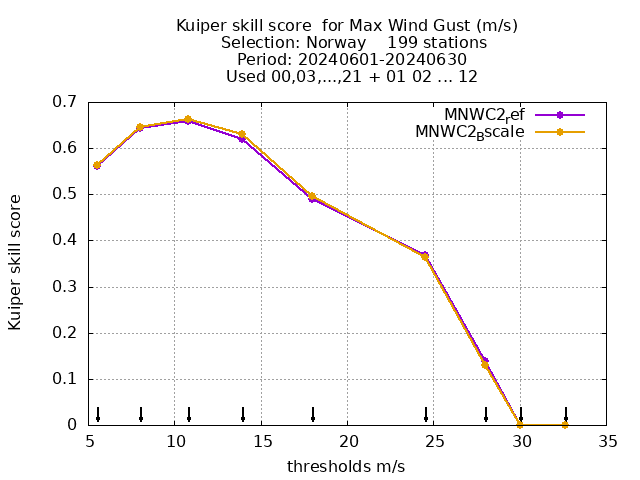 Kuiper skill score  for Max Wind Gust (m/s)
Selection: Norway    199 stations
Period: 20240601-20240630
Used 00,03,...,21 + 01 02 ... 12
MNWC2_ref
MNWC2_Bscale
Kuiper skill score
0.7
0.6
0.5
0.4
0.3
0.2
0.1
0
5 10 15 20 25 30 35
thresholds m/s